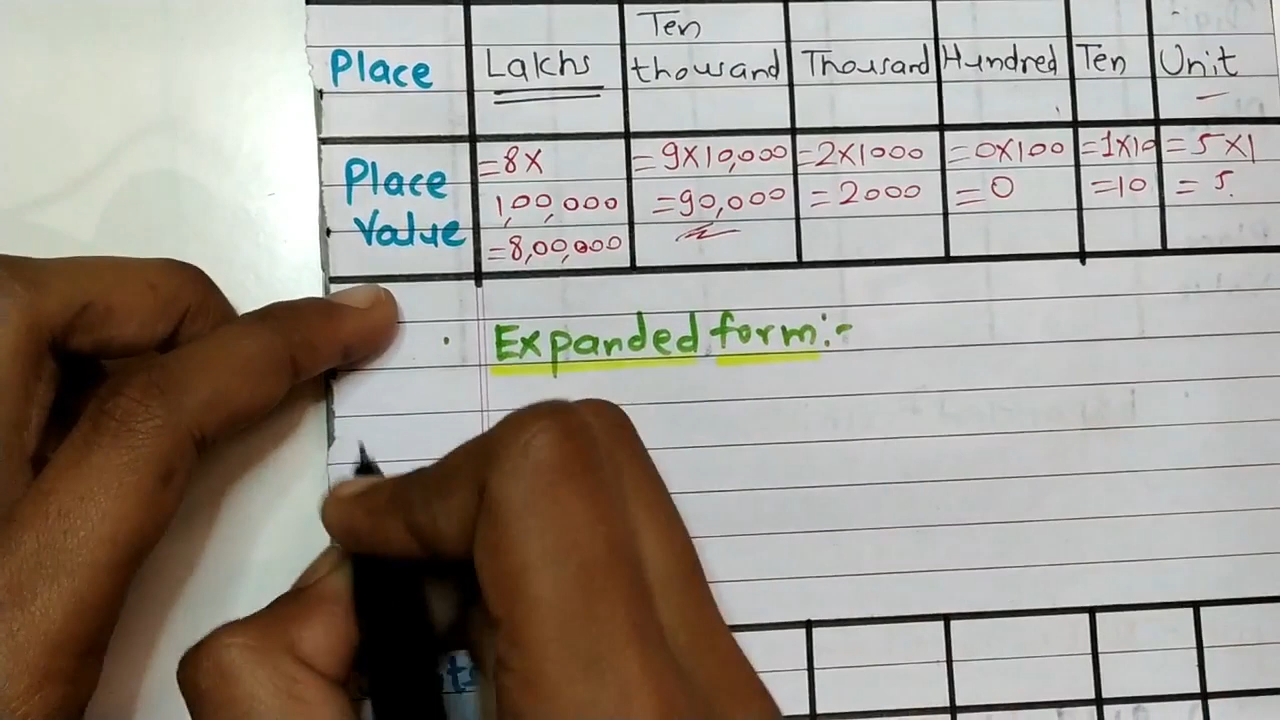 Place Lakhs Ten thousand Thousand Hundred Ten Unit
Place Value =8X =9X10,000 =2X1000 =0X100 =1X10 =5X1
1,00,000 =90,000 =2000 =0 =10 =5.
=8,00,000
Expanded form:-